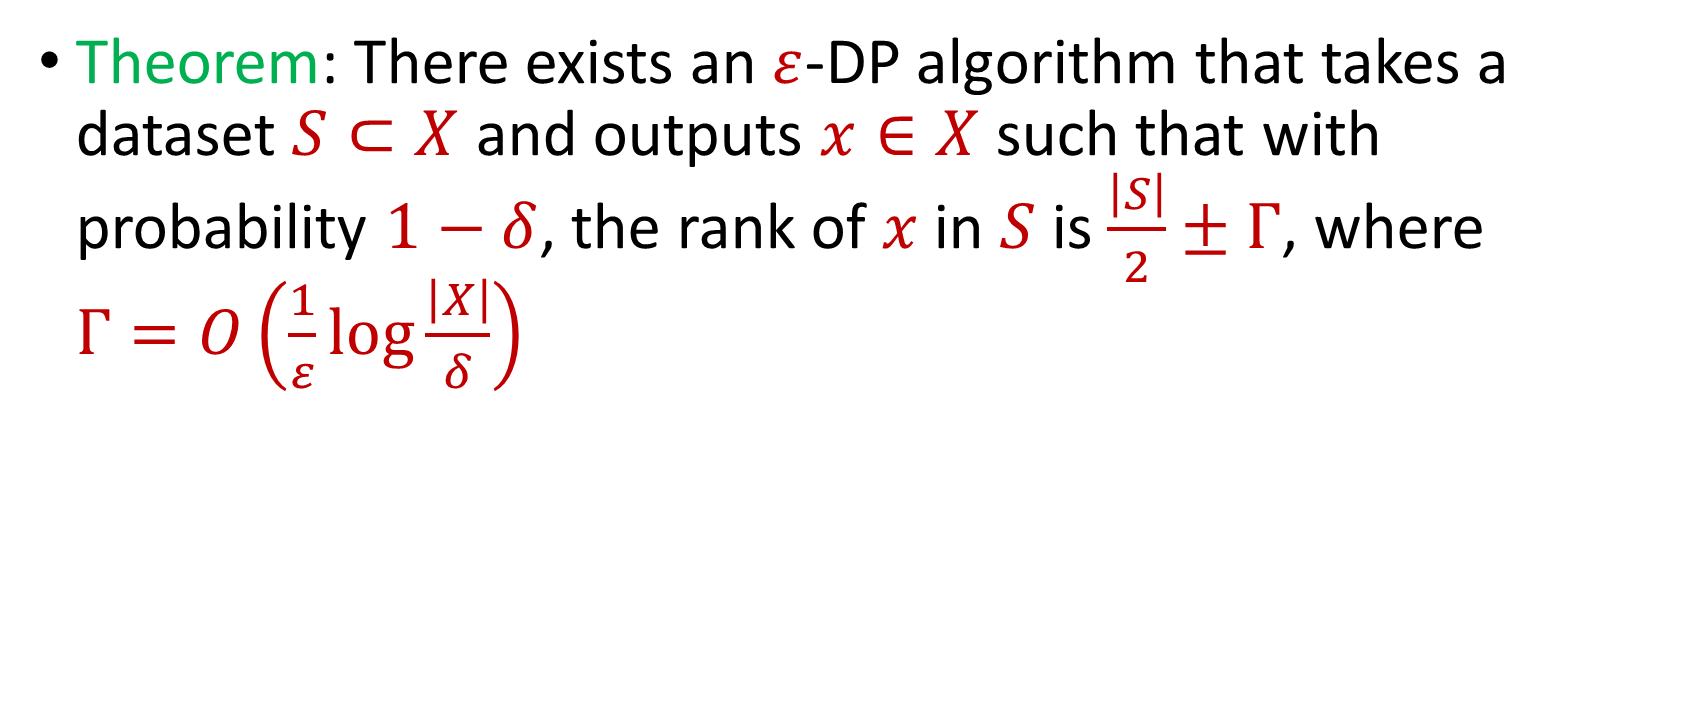 • Theorem: There exists an ε-DP algorithm that takes a
dataset S ⊂ X and outputs x ∈ X such that with
probability 1 − δ, the rank of x in S is |S|/2 ± Γ, where
Γ = O(1/ε log |X|/δ)